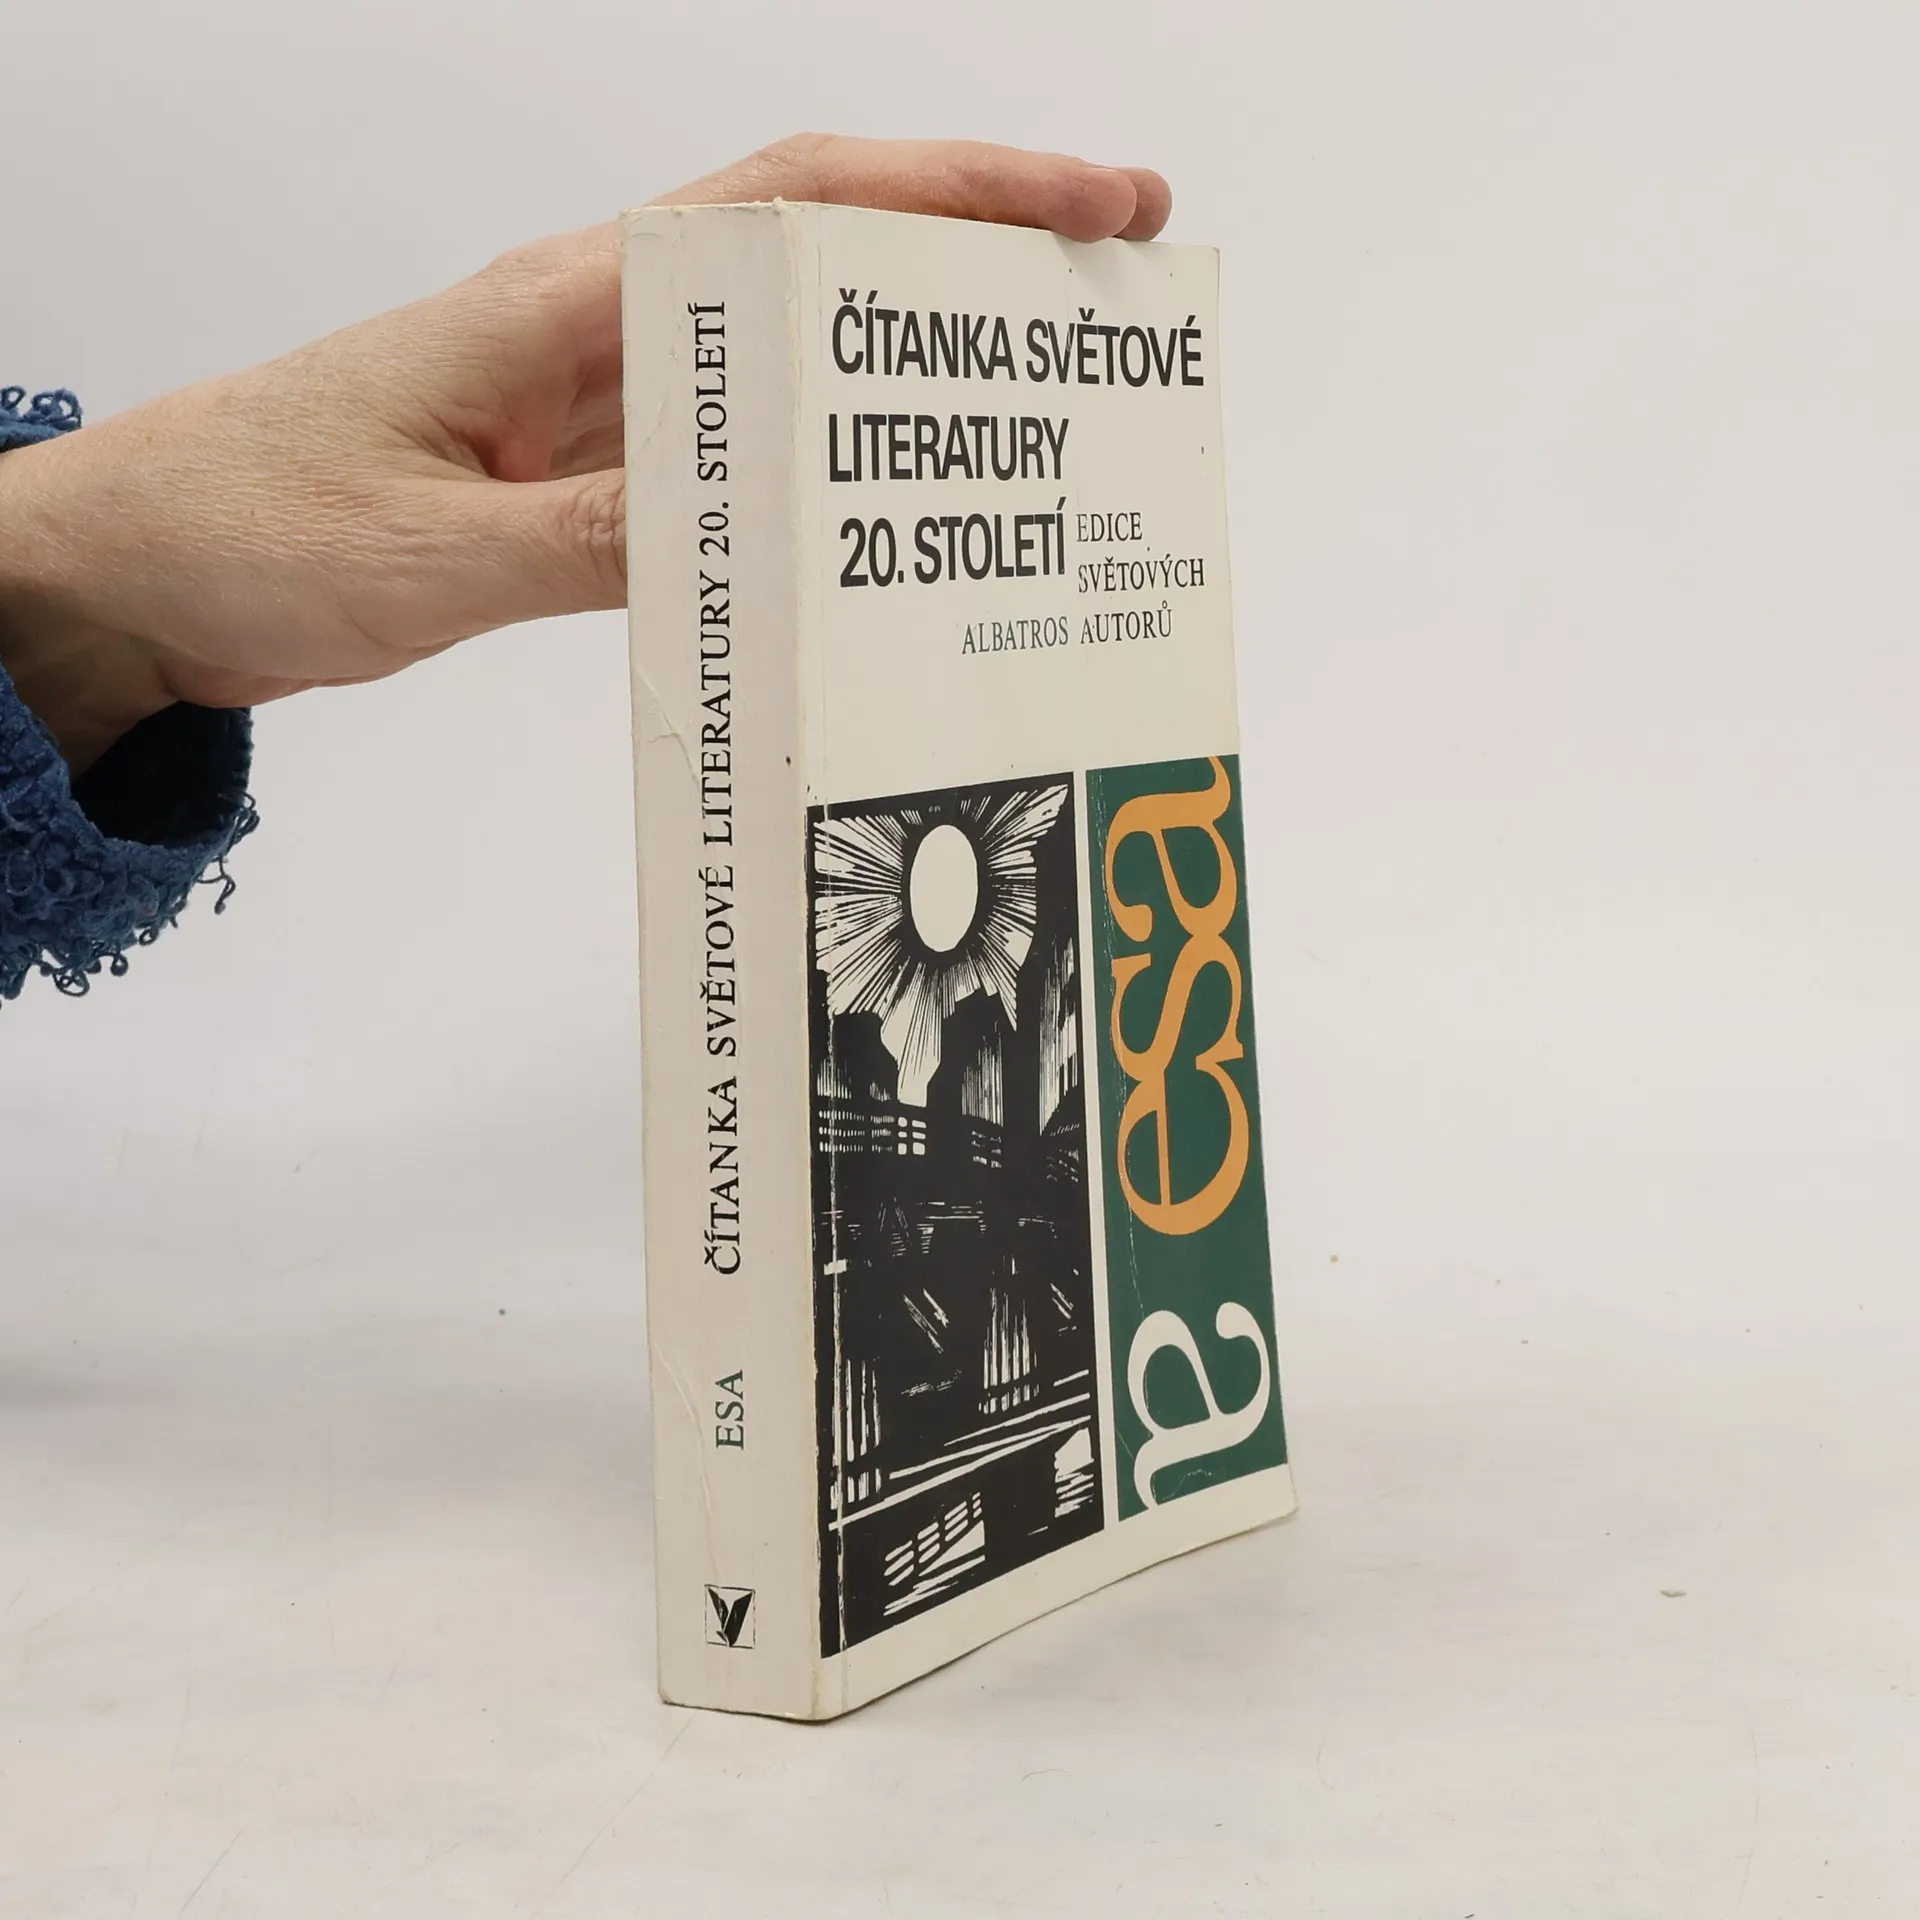 ČÍTANKA SVĚTOVÉ LITERATURY 20. STOLETÍ
ESA
ČÍTANKA SVĚTOVÉ
LITERATURY
20. STOLETÍ
EDICE
SVĚTOVÝCH
ALBATROS AUTORŮ
a esa